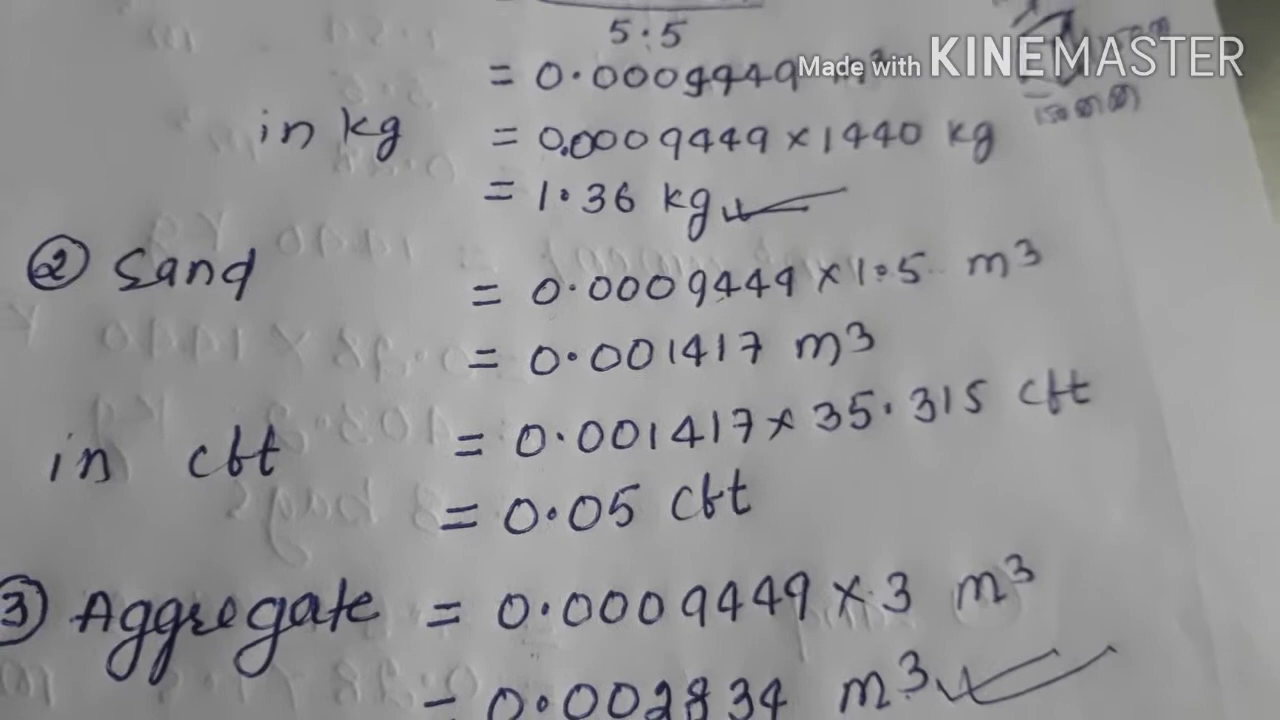 5.5
= 0.0009449 m³
Made with KINEMASTER
in kg = 0.0009449 × 1440 kg
= 1.36 kg
② Sand = 0.0009449 × 1.5 m³
= 0.001417 m³
in cft = 0.001417 × 35.315 cft
= 0.05 cft
③ Aggregate = 0.0009449 × 3 m³
= 0.002834 m³